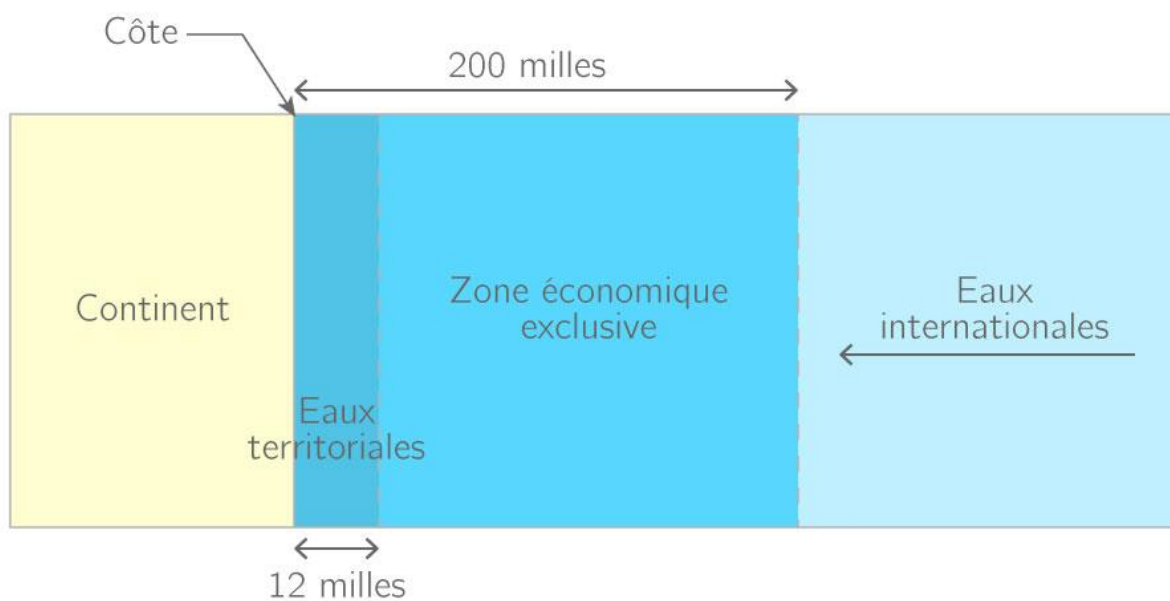 Côte
200 milles
Continent
Zone économique
exclusive
Eaux
internationales
Eaux
territoriales
12 milles